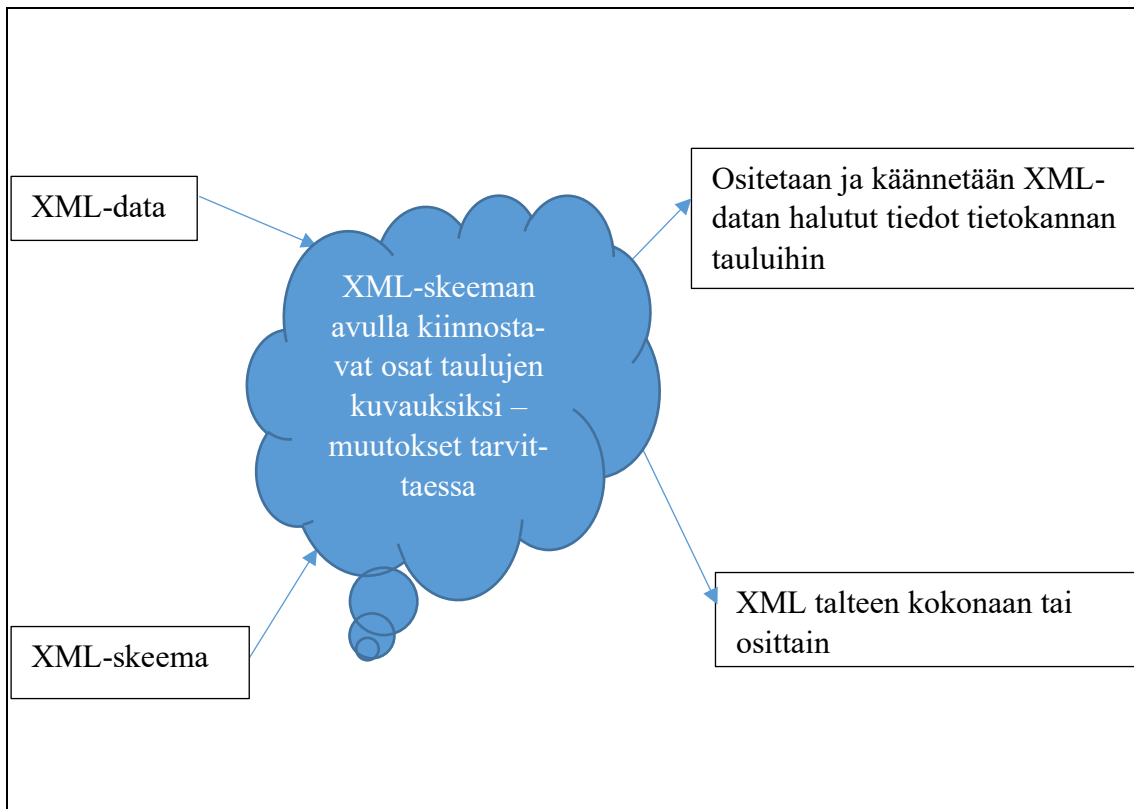 XML-data
XML-skeema
XML-skeeman
avulla kiinnosta-
vat osat taulujen
kuvauksiksi –
muutokset tarvit-
taessa
Ositetaan ja käännetään XML-
datan halutut tiedot tietokannan
tauluihin
XML talteen kokonaan tai
osittain